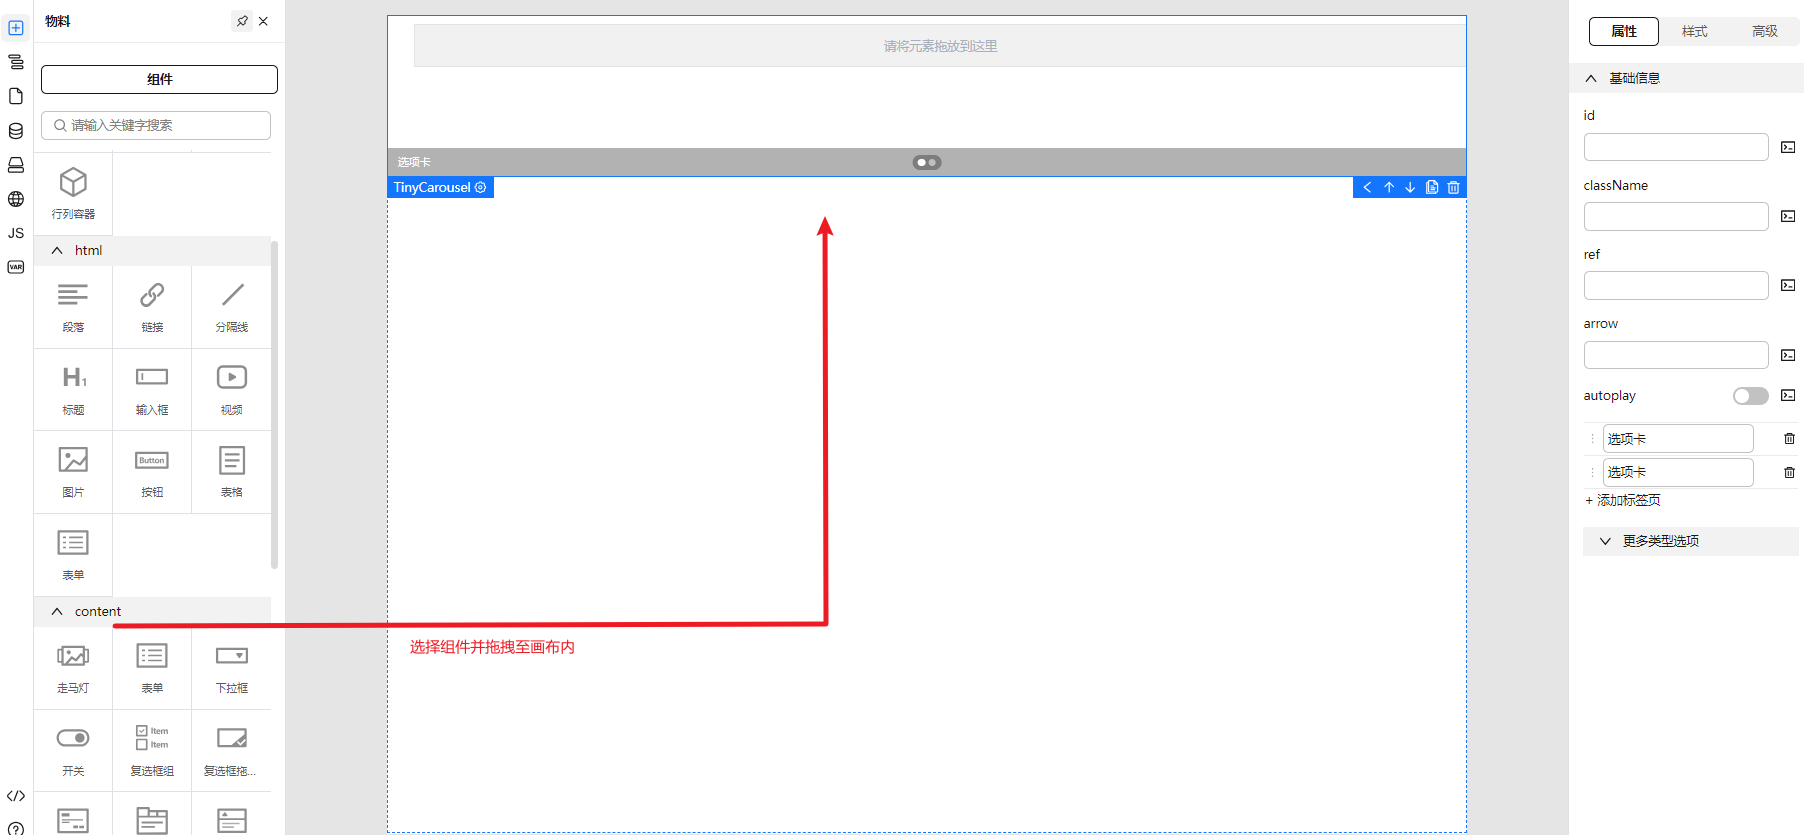 物料
组件
请输入关键字搜索
行列容器
html
段落
链接
分隔线
H1
标题
输入框
视频
图片
Button
按钮
表格
表单
content
走马灯
表单
下拉框
开关
Item
Item
复选框组
复选框拖...
JS
VAR
请将元素拖放到这里
选项卡
TinyCarousel
选择组件并拖拽至画布内
属性
样式
高级
基础信息
id
className
ref
arrow
autoplay
选项卡
选项卡
+ 添加标签页
更多类型选项